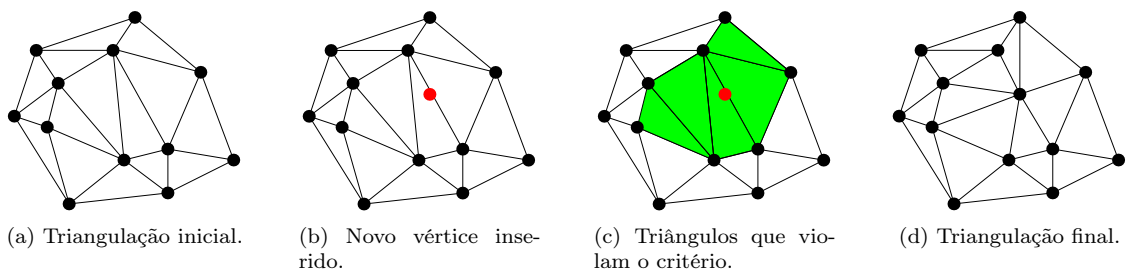 (a) Triangulação inicial.
(b) Novo vértice inse-
rido.
(c) Triângulos que vio-
lam o critério.
(d) Triangulação final.